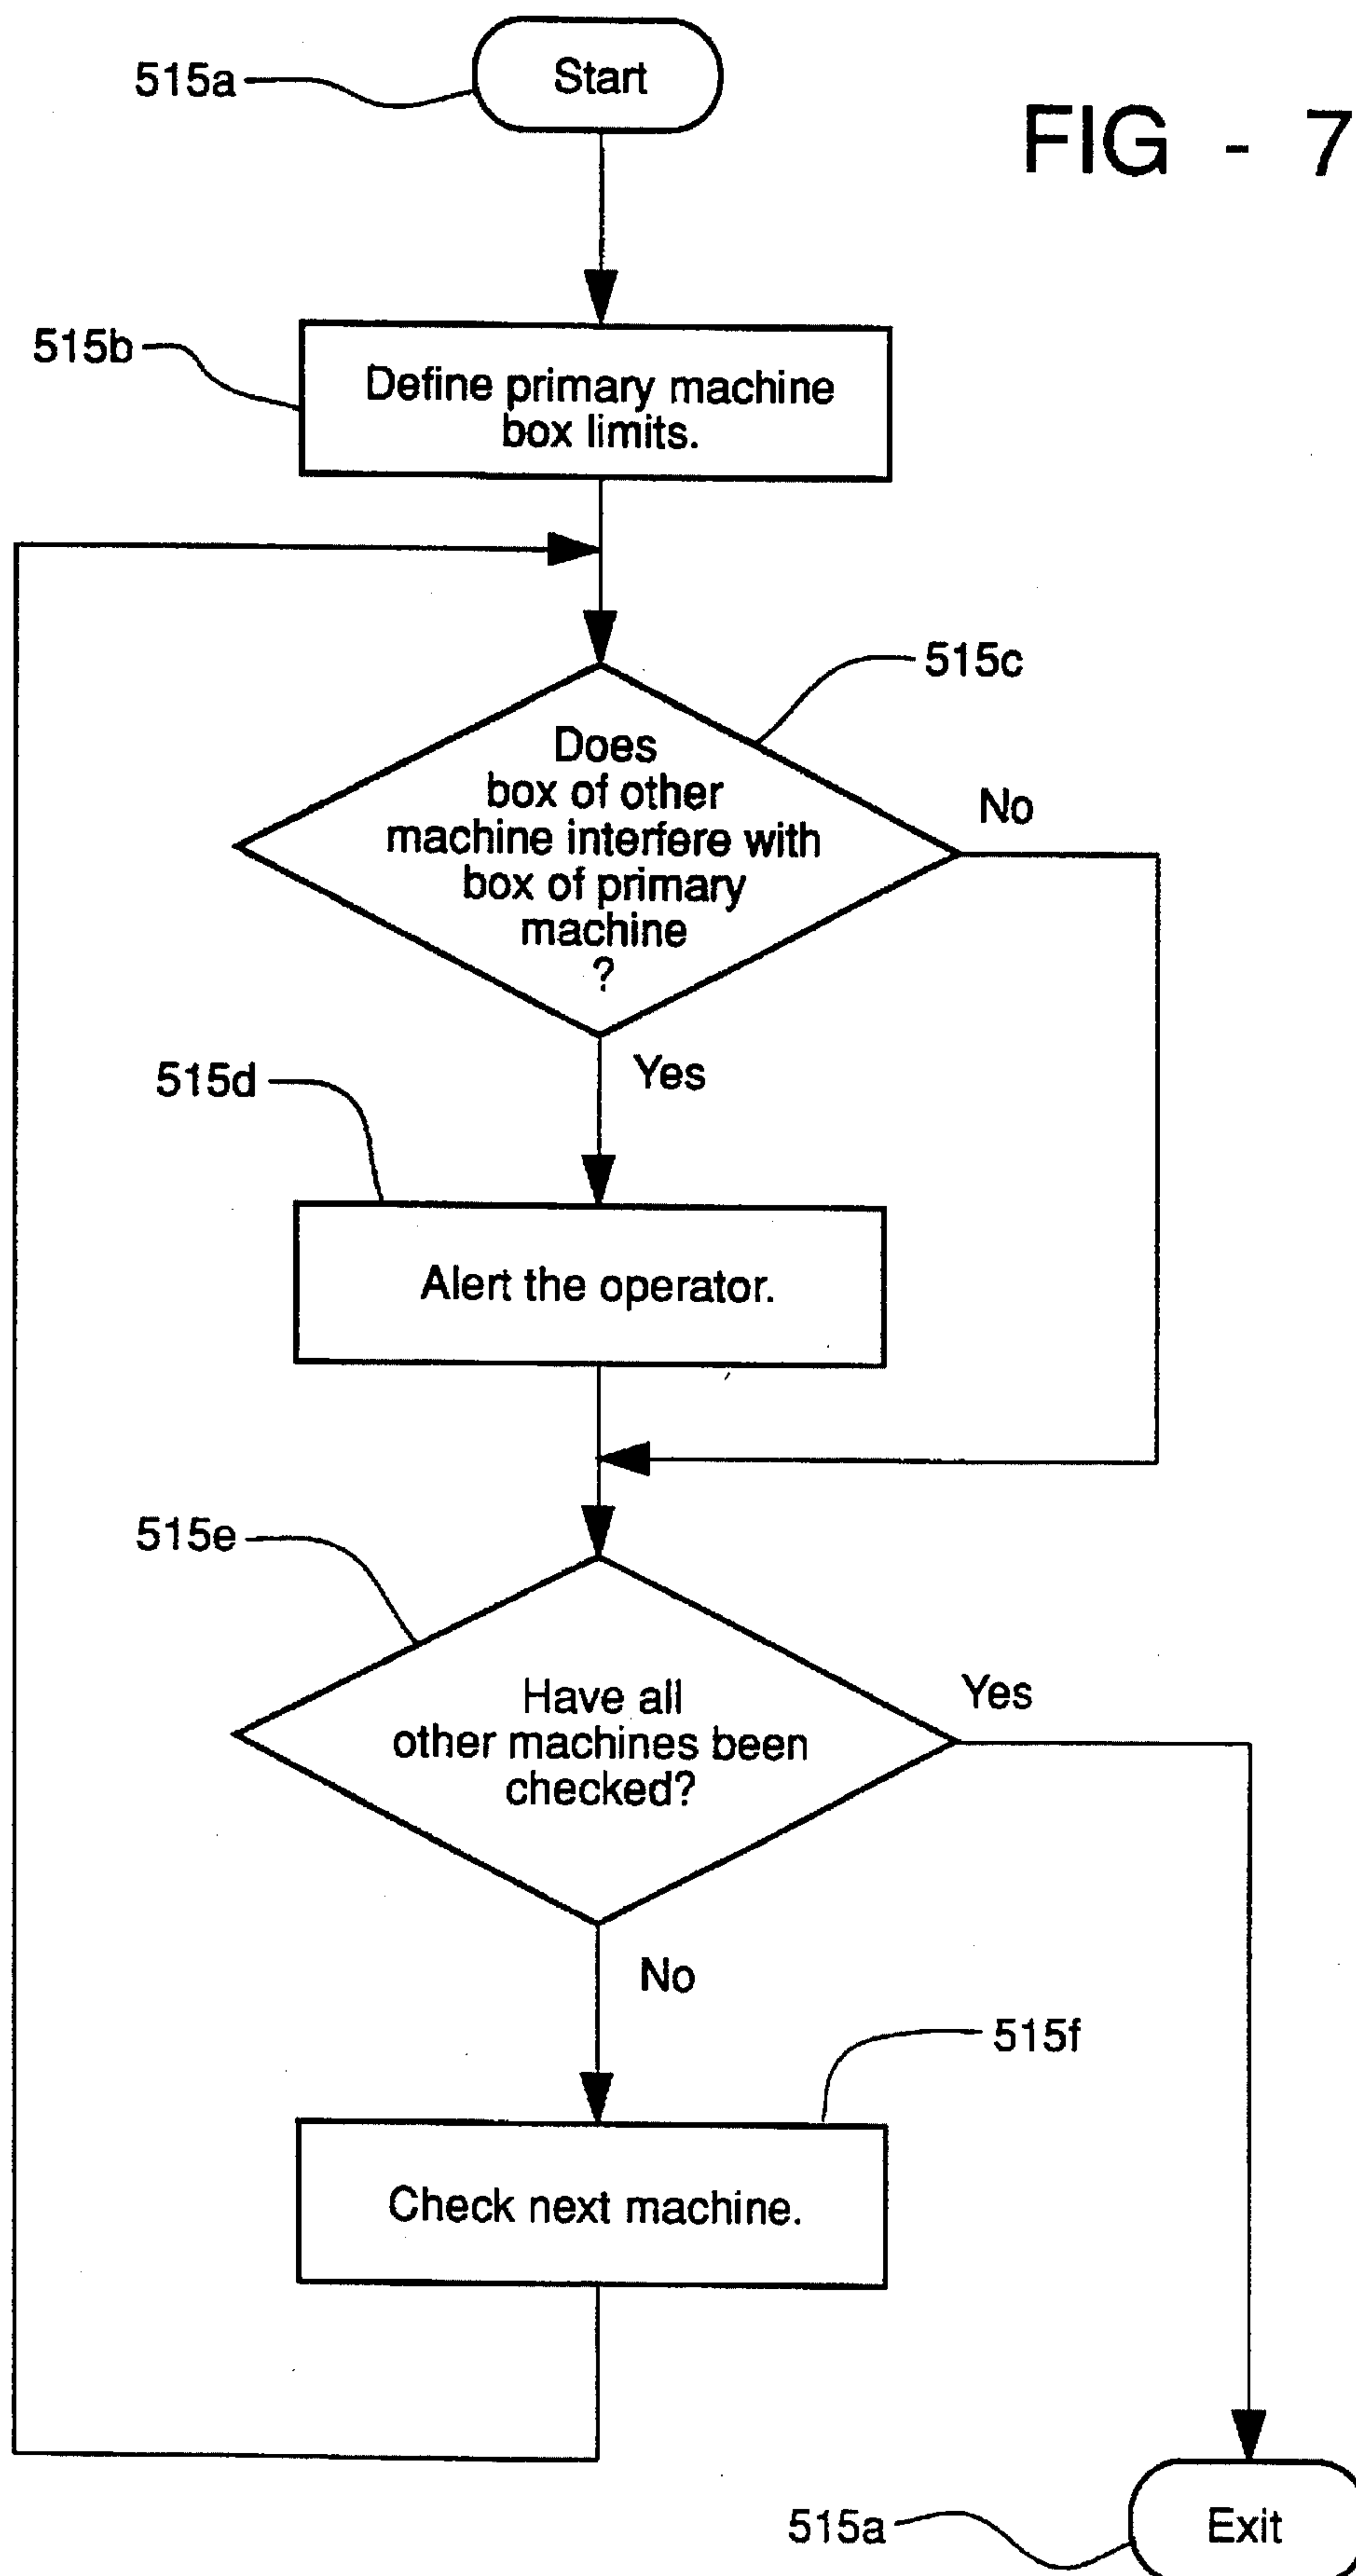 515a
Start
FIG - 7
515b
Define primary machine
box limits.
515c
Does
box of other
machine interfere with
box of primary
machine
?
No
Yes
515d
Alert the operator.
515e
Have all
other machines been
checked?
Yes
No
515f
Check next machine.
515a
Exit